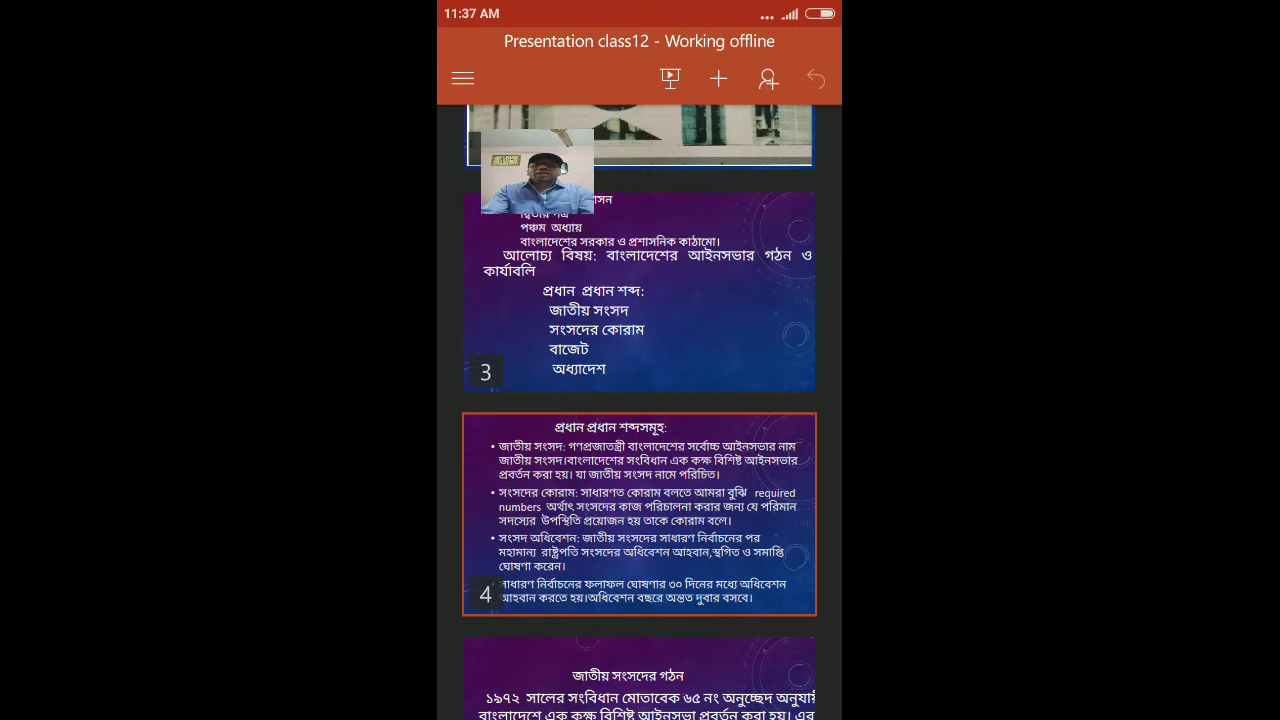 11:37 AM
Presentation class12 - Working offline
দ্বিতীয় পত্র
পঞ্চম অধ্যায়
বাংলাদেশের সরকার ও প্রশাসনিক কাঠামো।
আলোচ্য বিষয়: বাংলাদেশের আইনসভার গঠন ও
কার্যাবলি
প্রধান প্রধান শব্দ:
জাতীয় সংসদ
সংসদের কোরাম
বাজেট
অধ্যাদেশ
3
প্রধান প্রধান শব্দসমূহ:
• জাতীয় সংসদ: গণপ্রজাতন্ত্রী বাংলাদেশের সর্বোচ্চ আইনসভার নাম
জাতীয় সংসদ।বাংলাদেশের সংবিধান এক কক্ষ বিশিষ্ট আইনসভার
প্রবর্তন করা হয়। যা জাতীয় সংসদ নামে পরিচিত।
• সংসদের কোরাম: সাধারণত কোরাম বলতে আমরা বুঝি required
numbers অর্থাৎ সংসদের কাজ পরিচালনা করার জন্য যে পরিমান
সদস্যের উপস্থিতি প্রয়োজন হয় তাকে কোরাম বলে।
• সংসদ অধিবেশন: জাতীয় সংসদের সাধারণ নির্বাচনের পর
মহামান্য রাষ্ট্রপতি সংসদের অধিবেশন আহবান,স্থগিত ও সমাপ্তি
ঘোষণা করেন।
সাধারণ নির্বাচনের ফলাফল ঘোষণার ৩০ দিনের মধ্যে অধিবেশন
আহবান করতে হয়।অধিবেশন বছরে অন্তত দুবার বসবে।
4
জাতীয় সংসদের গঠন
১৯৭২ সালের সংবিধান মোতাবেক ৬৫ নং অনুচ্ছেদ অনুযায়ী
বাংলাদেশে এক কক্ষ বিশিষ্ট আইনসভা প্রবর্তন করা হয়। এর